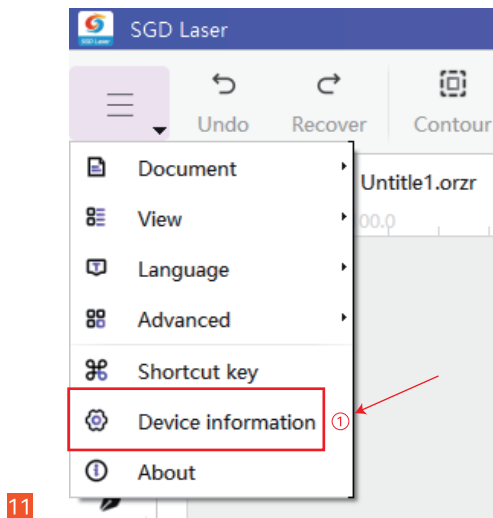 SGD Laser
SGD Laser
Undo Recover Contour
Document
Untitle1.orzr
View
00.0
Language
Advanced
Shortcut key
Device information ①
About
11